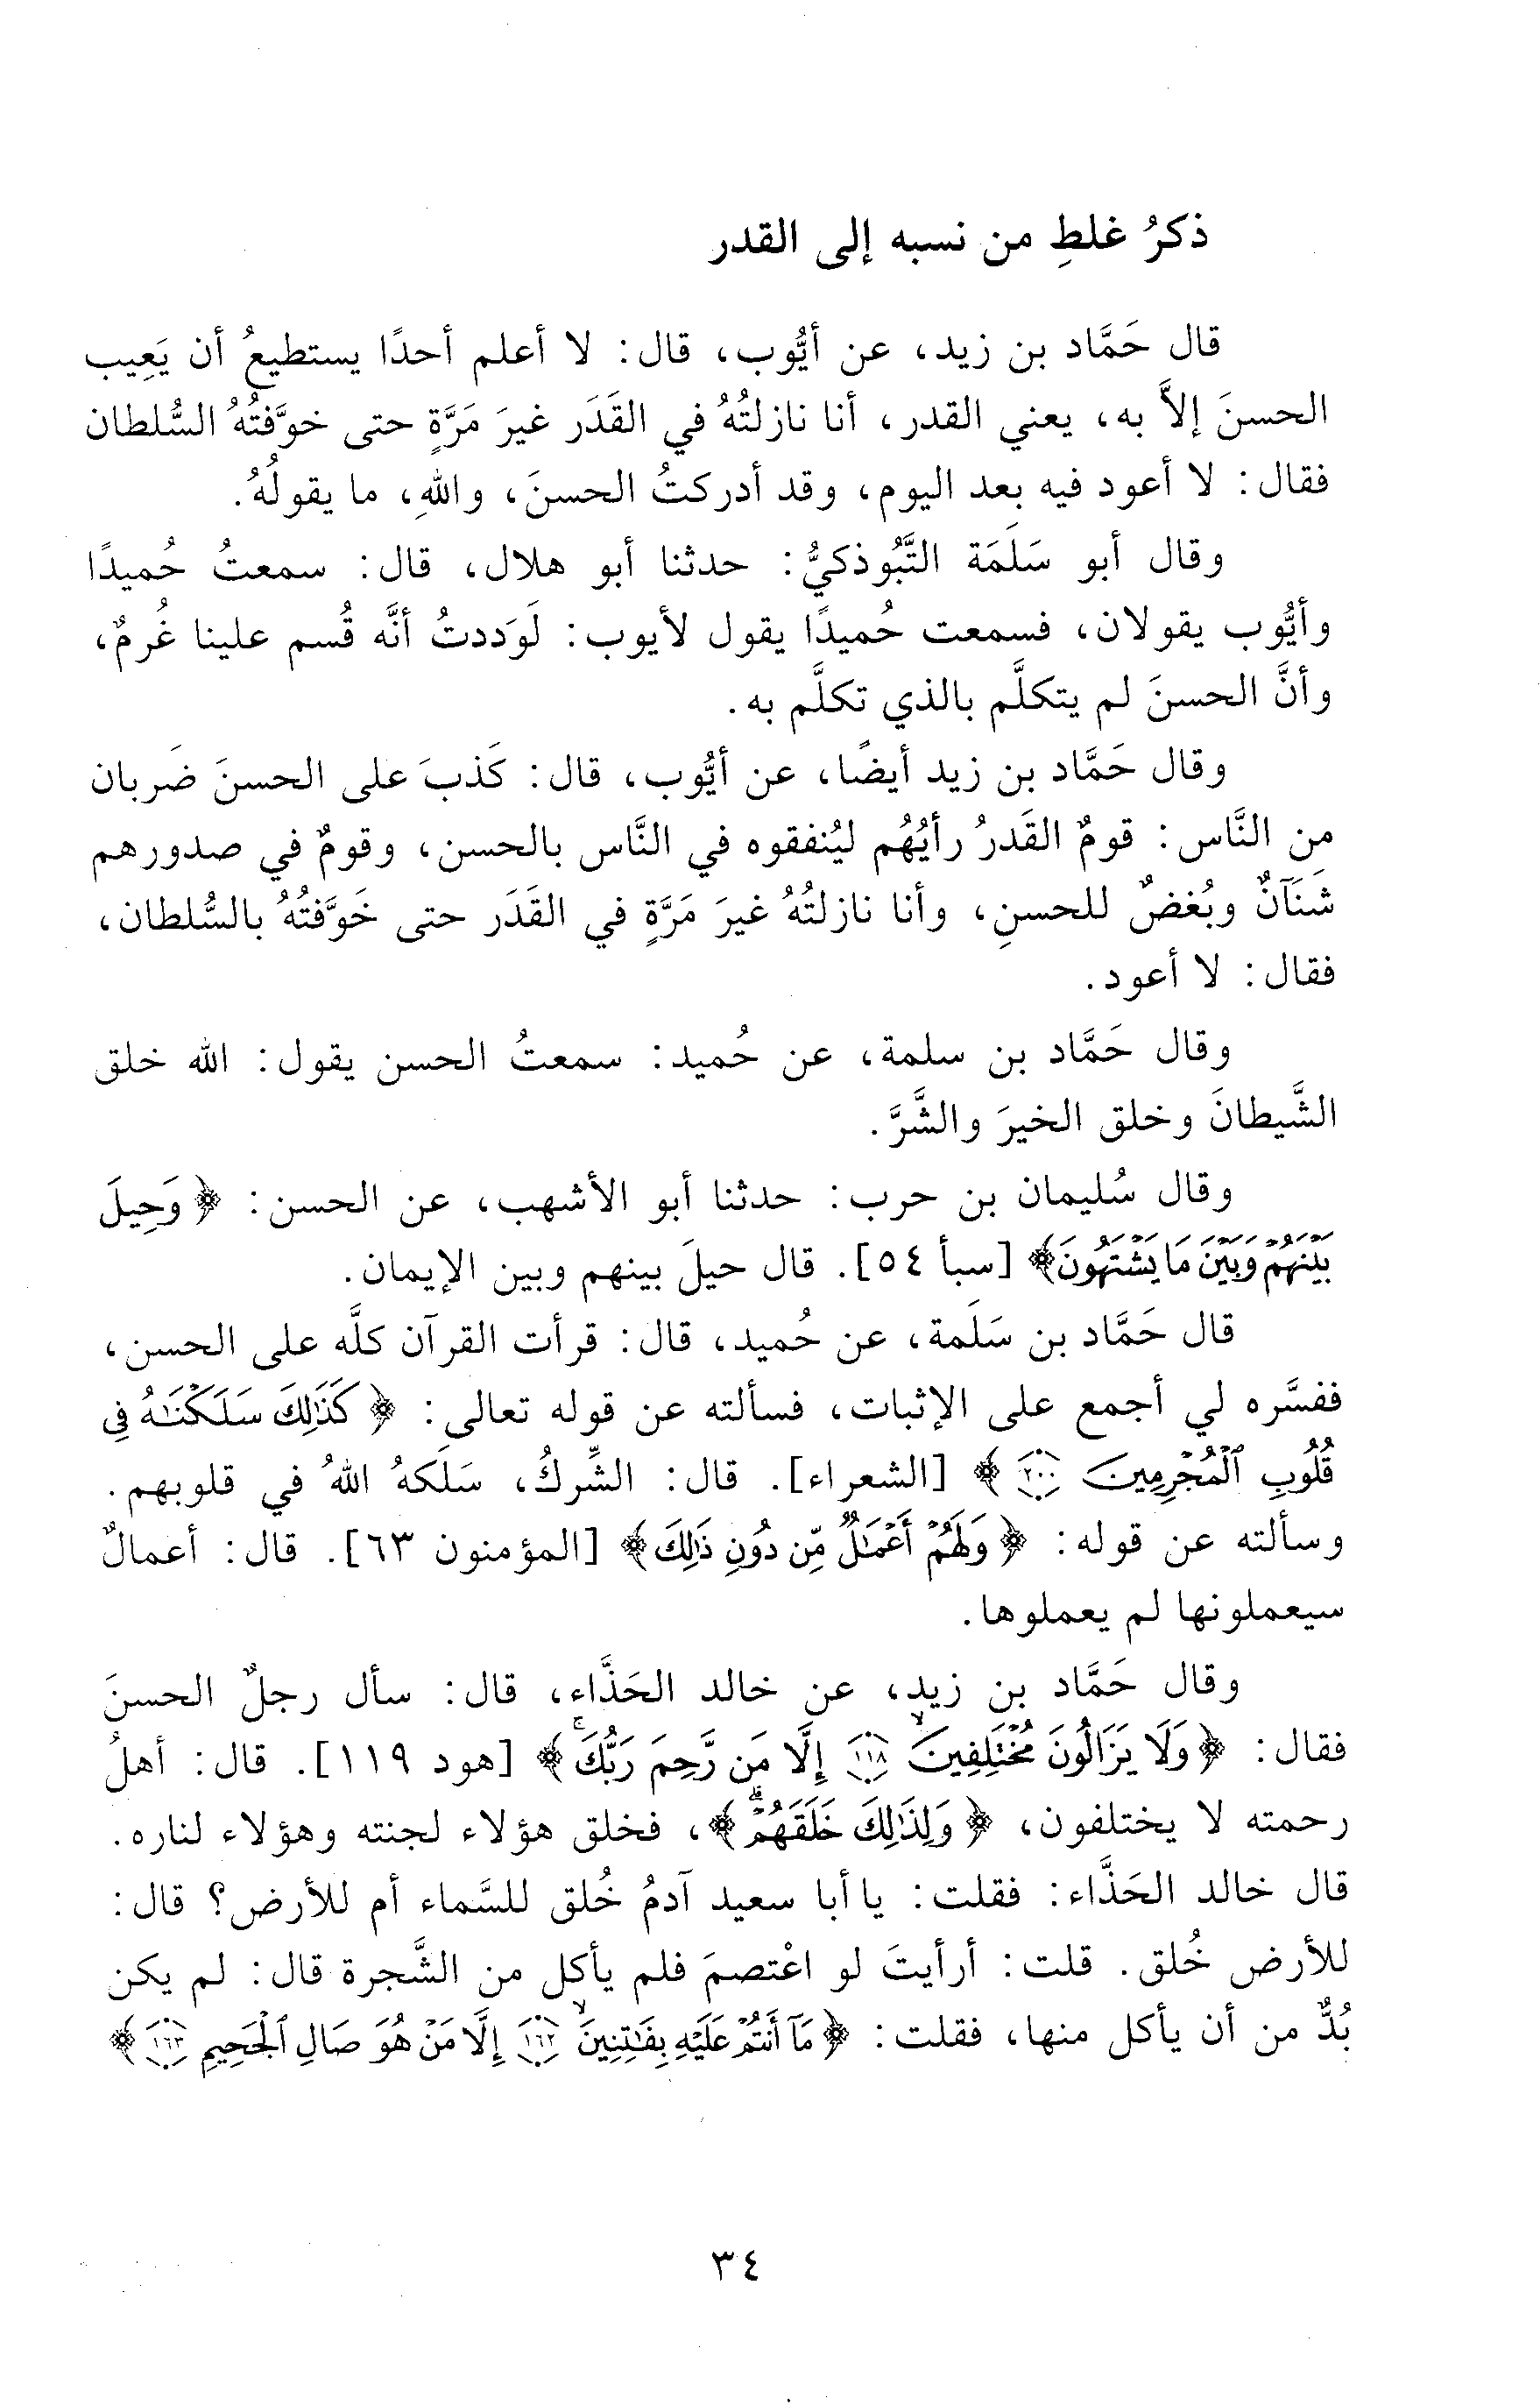 ذكرُ غلطِ من نسبه إلى القدر
قال حَمَّاد بن زيد، عن أيُّوب، قال: لا أعلم أحدًا يستطيعُ أن يَعِيب
الحسنَ إلاَّ به، يعني القدر، أنا نازلتُهُ في القَدَر غيرَ مَرَّةٍ حتى خوَّفتُهُ السُّلطان
فقال: لا أعود فيه بعد اليوم، وقد أدركتُ الحسنَ، واللهِ، ما يقولُهُ.
وقال أبو سَلَمَة التَّبُوذكيُّ: حدثنا أبو هلال، قال: سمعتُ حُميدًا
وأيُّوب يقولان، فسمعت حُميدًا يقول لأيوب: لَوَددتُ أنَّه قُسم علينا غُرمٌ،
وأنَّ الحسنَ لم يتكلَّم بالذي تكلَّم به.
وقال حَمَّاد بن زيد أيضًا، عن أيُّوب، قال: كَذبَ على الحسنَ ضَربان
من النَّاس: قومٌ القَدرُ رأيُهُم ليُنفقوه في النَّاس بالحسن، وقومٌ في صدورهم
شَنَآنٌ وبُغضٌ للحسنِ، وأنا نازلتُهُ غيرَ مَرَّةٍ في القَدَر حتى خَوَّفتُهُ بالسُّلطان،
فقال: لا أعود.
وقال حَمَّاد بن سلمة، عن حُميد: سمعتُ الحسن يقول: الله خلق
الشَّيطانَ وخلق الخيرَ والشَّرَّ.
وقال سُليمان بن حرب: حدثنا أبو الأشهب، عن الحسن: ﴿وَحِيلَ
بَيْنَهُمْ وَبَيْنَ مَا يَشْتَهُونَ﴾ [سبأ ٥٤]. قال حيلَ بينهم وبين الإيمان.
قال حَمَّاد بن سَلَمة، عن حُميد، قال: قرأت القرآن كلَّه على الحسن،
ففسَّره لي أجمع على الإثبات، فسألته عن قوله تعالى: ﴿كَذَٰلِكَ سَلَكْنَٰهُ فِى
قُلُوبِ ٱلْمُجْرِمِينَ ٢٠٠﴾ [الشعراء]. قال: الشِّركُ، سَلَكهُ اللهُ في قلوبهم.
وسألته عن قوله: ﴿وَلَهُمْ أَعْمَٰلٌ مِّن دُونِ ذَٰلِكَ﴾ [المؤمنون ٦٣]. قال: أعمالٌ
سيعملونها لم يعملوها.
وقال حَمَّاد بن زيد، عن خالد الحَذَّاء، قال: سأل رجلٌ الحسنَ
فقال: ﴿وَلَا يَزَالُونَ مُخْتَلِفِينَ ١١٨ إِلَّا مَن رَّحِمَ رَبُّكَ﴾ [هود ١١٩]. قال: أهلُ
رحمته لا يختلفون، ﴿وَلِذَٰلِكَ خَلَقَهُمْ﴾، فخلق هؤلاء لجنته وهؤلاء لناره.
قال خالد الحَذَّاء: فقلت: يا أبا سعيد آدمُ خُلق للسَّماء أم للأرض؟ قال:
للأرض خُلق. قلت: أرأيتَ لو اعْتصمَ فلم يأكل من الشَّجرة قال: لم يكن
بُدٌّ من أن يأكل منها، فقلت: ﴿مَآ أَنتُمْ عَلَيْهِ بِفَٰتِنِينَ ١٦٢ إِلَّا مَنْ هُوَ صَالِ ٱلْجَحِيمِ ١٦٣﴾
٣٤